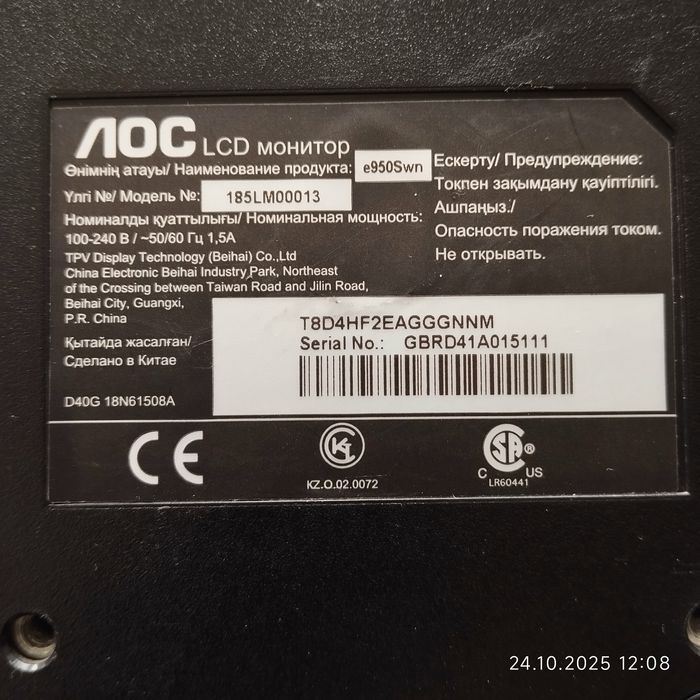 AOC LCD монитор
Өнімнің атауы/ Наименование продукта: e950Swn
Үлгі №/ Модель №: 185LM00013
Номиналды қуаттылығы/ Номинальная мощность:
100-240 В / ~50/60 Гц 1,5А
TPV Display Technology (Beihai) Co.,Ltd
China Electronic Beihai Industry Park, Northeast
of the Crossing between Taiwan Road and Jilin Road,
Beihai City, Guangxi,
P.R. China
Қытайда жасалған/
Сделано в Китае
D40G 18N61508A
Ескерту/ Предупреждение:
Токпен зақымдану қауіптілігі.
Ашпаңыз./
Опасность поражения током.
Не открывать.
T8D4HF2EAGGGNNM
Serial No.: GBRD41A015111
CE
KZ.O.02.0072
SA ®
C US
LR60441
24.10.2025 12:08